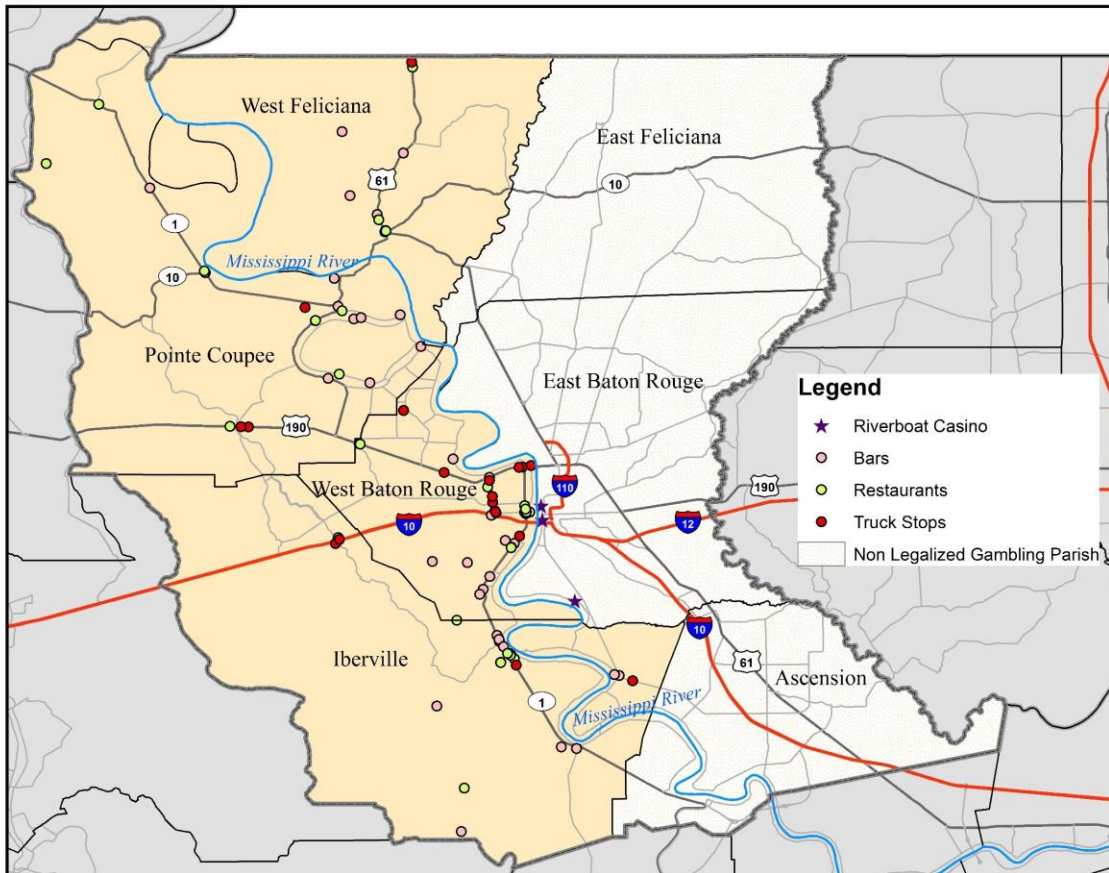 West Feliciana
East Feliciana
61
10
1
Mississippi River
10
Pointe Coupee
East Baton Rouge
190
110
190
West Baton Rouge
10
12
Legend
Riverboat Casino
Bars
Restaurants
Truck Stops
Non Legalized Gambling Parish
10
61
Iberville
Ascension
1
Mississippi River